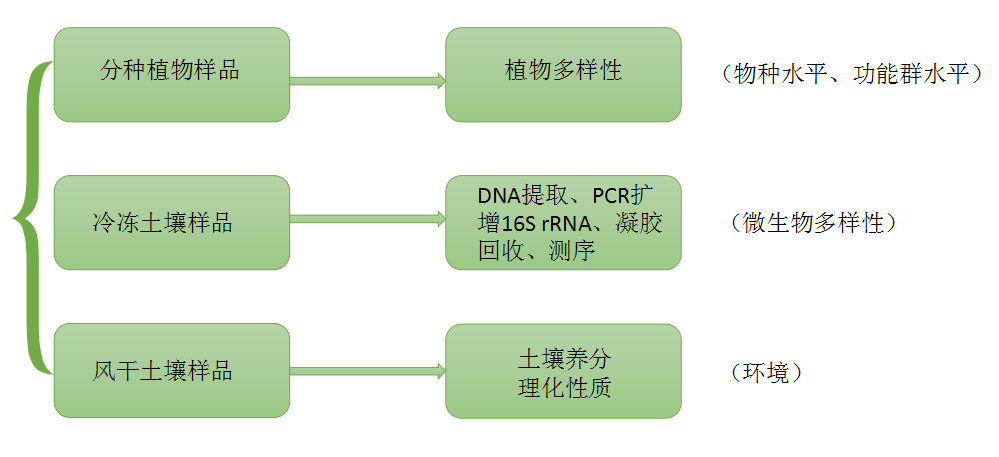 分种植物样品
植物多样性
（物种水平、功能群水平）
冷冻土壤样品
DNA提取、PCR扩
增16S rRNA、凝胶
回收、测序
（微生物多样性）
风干土壤样品
土壤养分
理化性质
（环境）